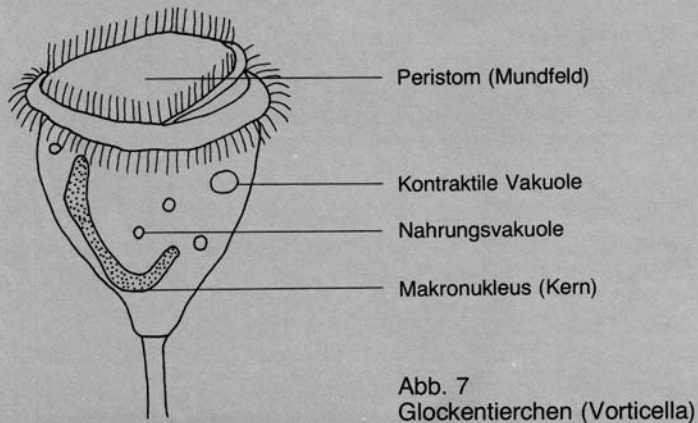 Peristom (Mundfeld)
Kontraktile Vakuole
Nahrungsvakuole
Makronukleus (Kern)
Abb. 7
Glockentierchen (Vorticella)